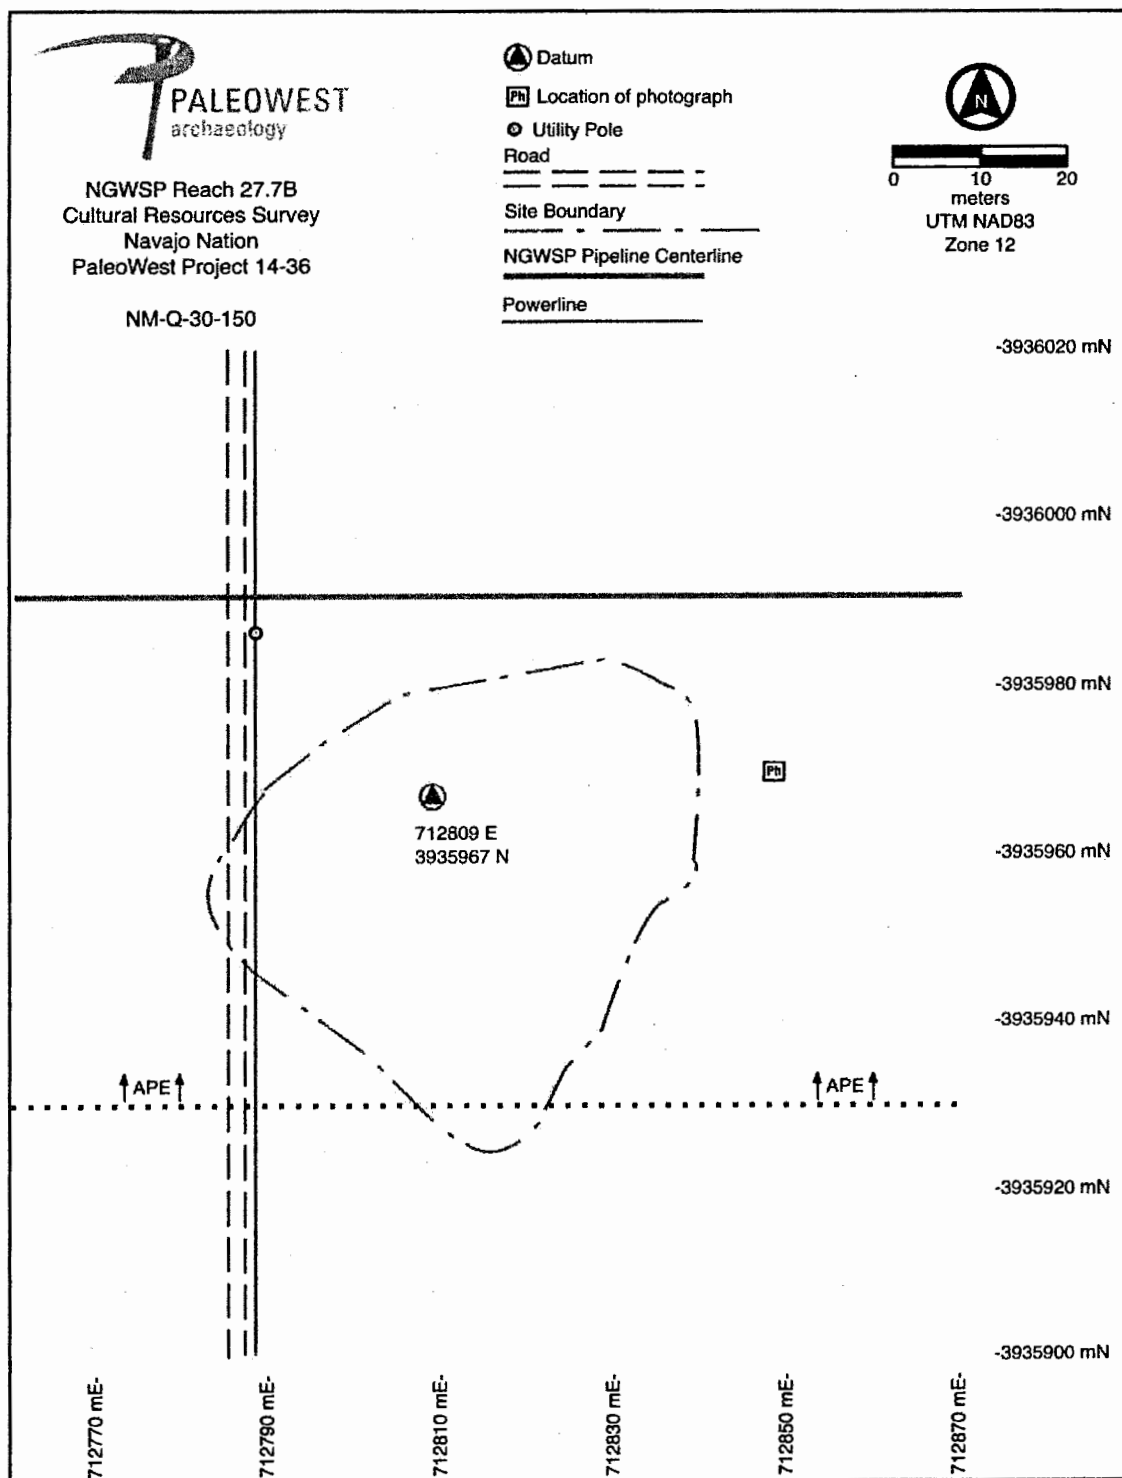 PALEOWEST
archaeology
NGWSP Reach 27.7B
Cultural Resources Survey
Navajo Nation
PaleoWest Project 14-36
NM-Q-30-150
Datum
Ph Location of photograph
Utility Pole
Road
Site Boundary
NGWSP Pipeline Centerline
Powerline
N
0 10 20
meters
UTM NAD83
Zone 12
-3936020 mN
-3936000 mN
-3935980 mN
Ph
712809 E
3935967 N
-3935960 mN
-3935940 mN
APE
APE
-3935920 mN
-3935900 mN
712770 mE-
712790 mE-
712810 mE-
712830 mE-
712850 mE-
712870 mE-